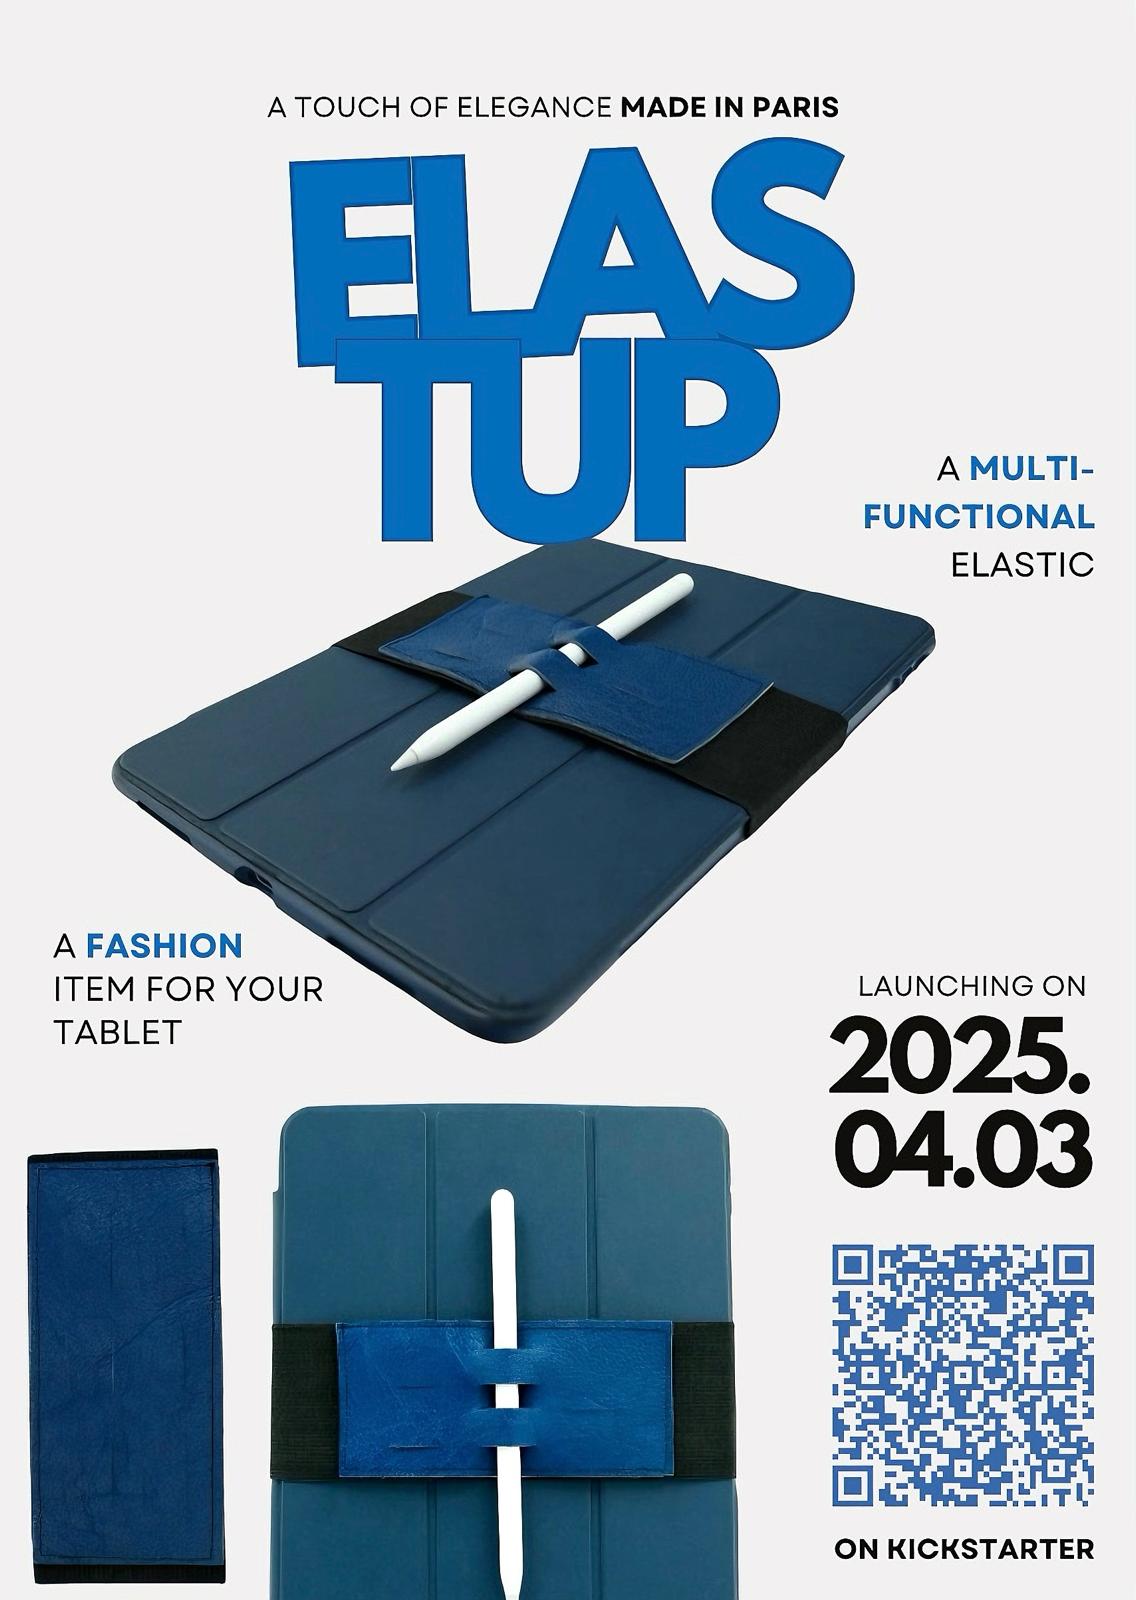 A TOUCH OF ELEGANCE MADE IN PARIS
ELAS
TUP
A MULTI-
FUNCTIONAL
ELASTIC
A FASHION
ITEM FOR YOUR
TABLET
LAUNCHING ON
2025.
04.03
ON KICKSTARTER